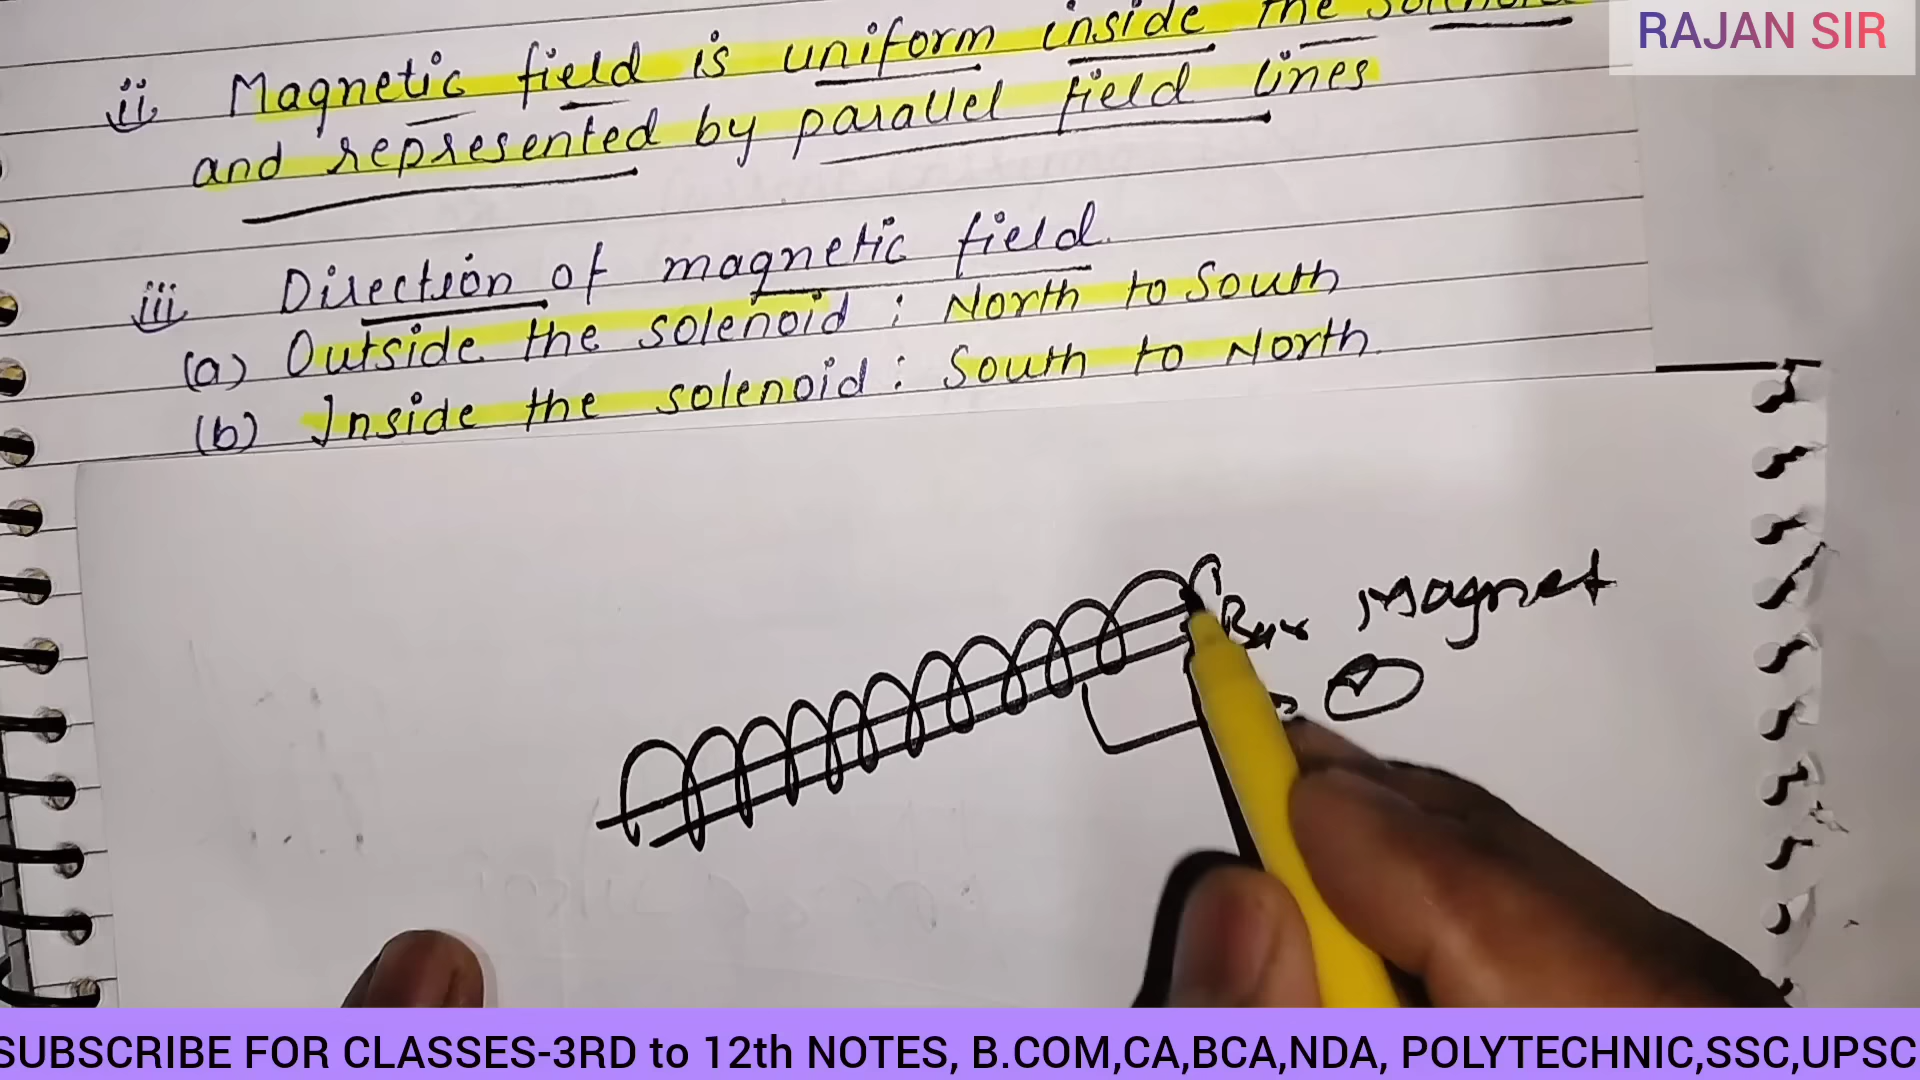 RAJAN SIR
ii Magnetic field is uniform inside the solenoid
and represented by parallel field lines
iii Direction of magnetic field.
(a) Outside the solenoid : North to South
(b) Inside the solenoid : South to North.
Bar Magnet
SUBSCRIBE FOR CLASSES-3RD to 12th NOTES, B.COM,CA,BCA,NDA, POLYTECHNIC,SSC,UPSC